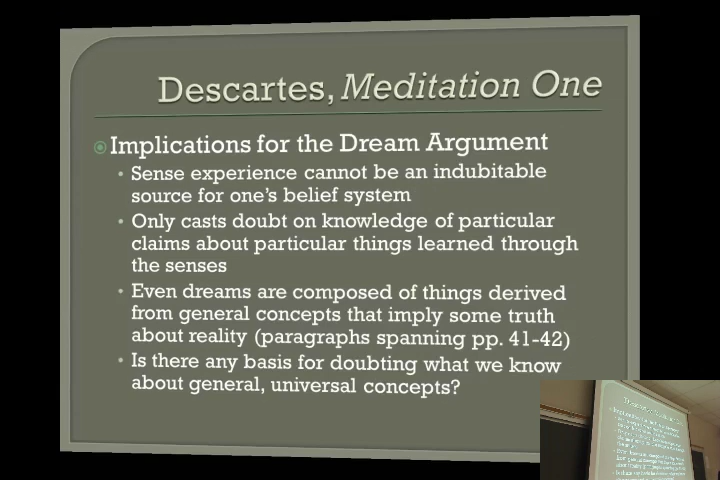 Descartes, Meditation One
Implications for the Dream Argument
• Sense experience cannot be an indubitable
source for one's belief system
• Only casts doubt on knowledge of particular
claims about particular things learned through
the senses
• Even dreams are composed of things derived
from general concepts that imply some truth
about reality (paragraphs spanning pp. 41-42)
• Is there any basis for doubting what we know
about general, universal concepts?